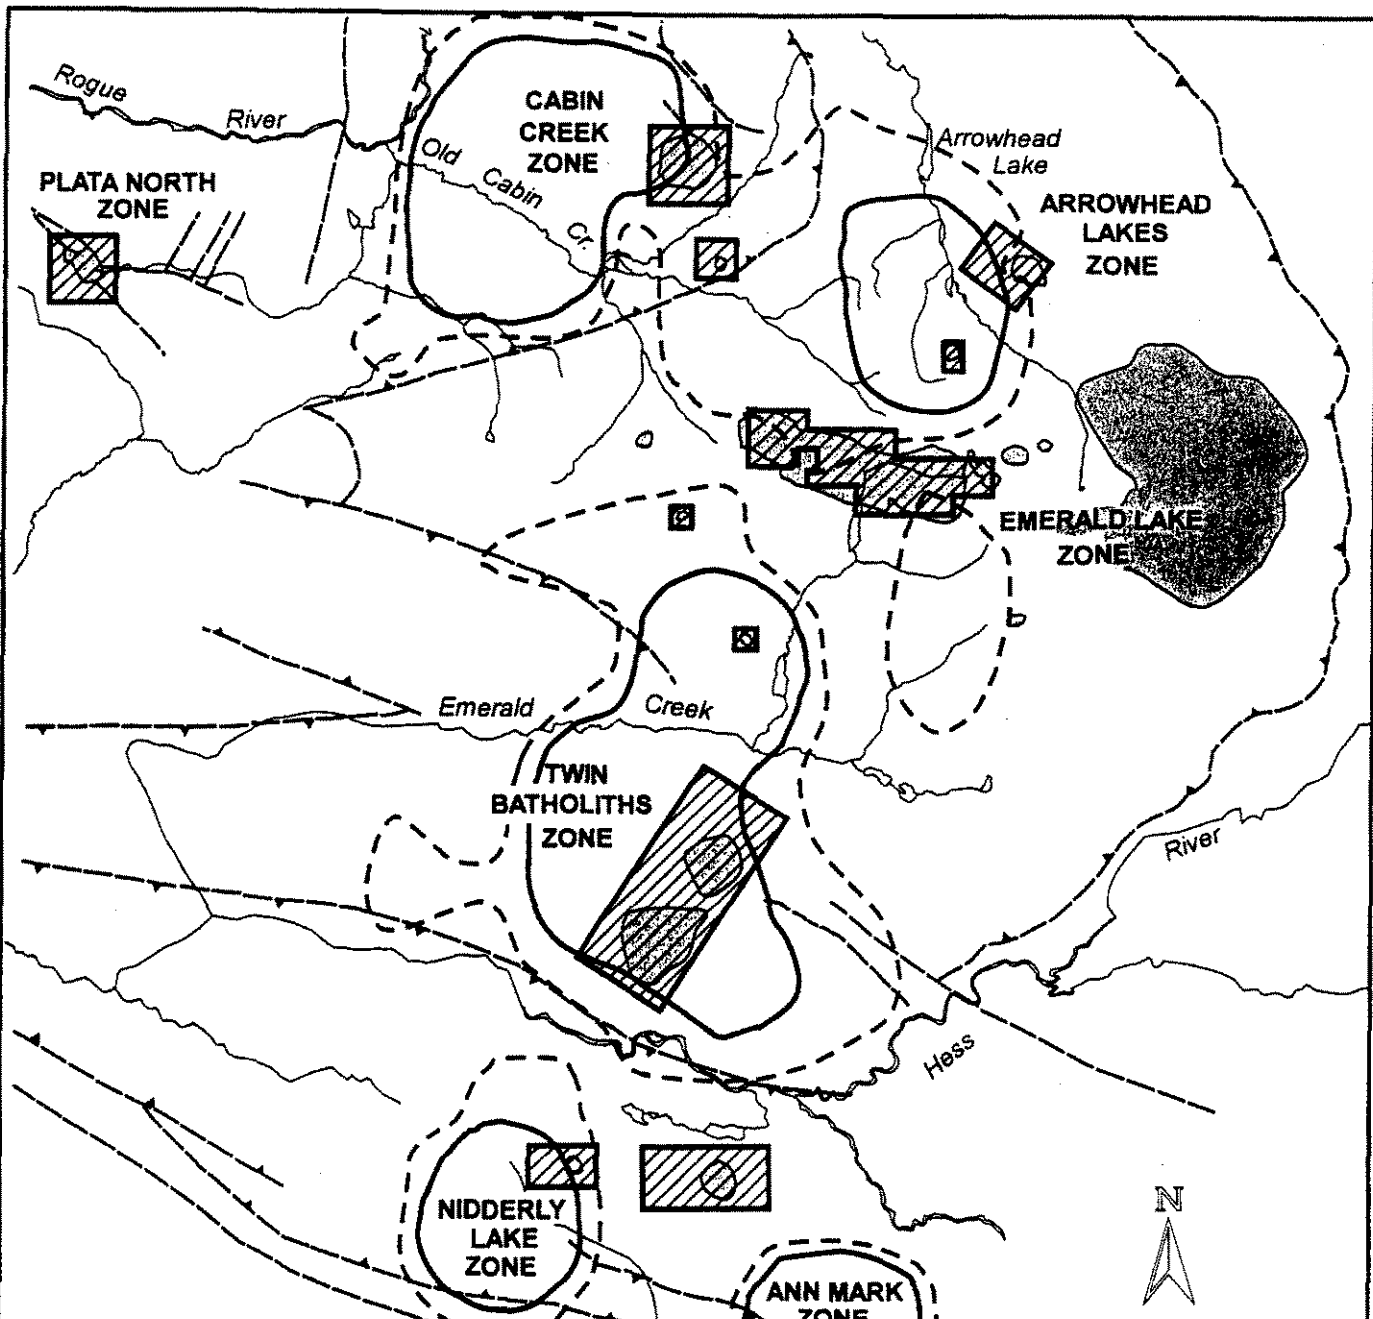 Rogue
River
CABIN
CREEK
ZONE
Old
Cabin
Cr.
Arrowhead
Lake
PLATA NORTH
ZONE
ARROWHEAD
LAKES
ZONE
EMERALD LAKE
ZONE
Emerald
Creek
TWIN
BATHOLITHS
ZONE
River
Hess
N
NIDDERLY
LAKE
ZONE
ANN MARK
ZONE